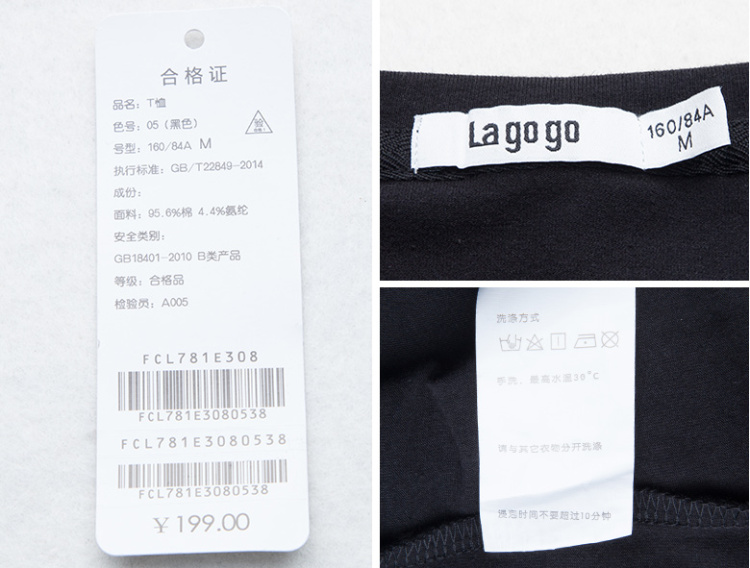 合格证
品名: T恤
色号: 05 (黑色)
验
号型: 160/84A M
执行标准: GB/T22849-2014
成份:
面料: 95.6%棉 4.4%氨纶
安全类别:
GB18401-2010 B类产品
等级: 合格品
检验员: A005
FCL781E308
FCL781E3080538
FCL781E3080538
FCL781E3080538
¥199.00
Lagogo
160/84A
M
洗涤方式
手洗，最高水温30°C
请与其它衣物分开洗涤
浸泡时间不要超过10分钟